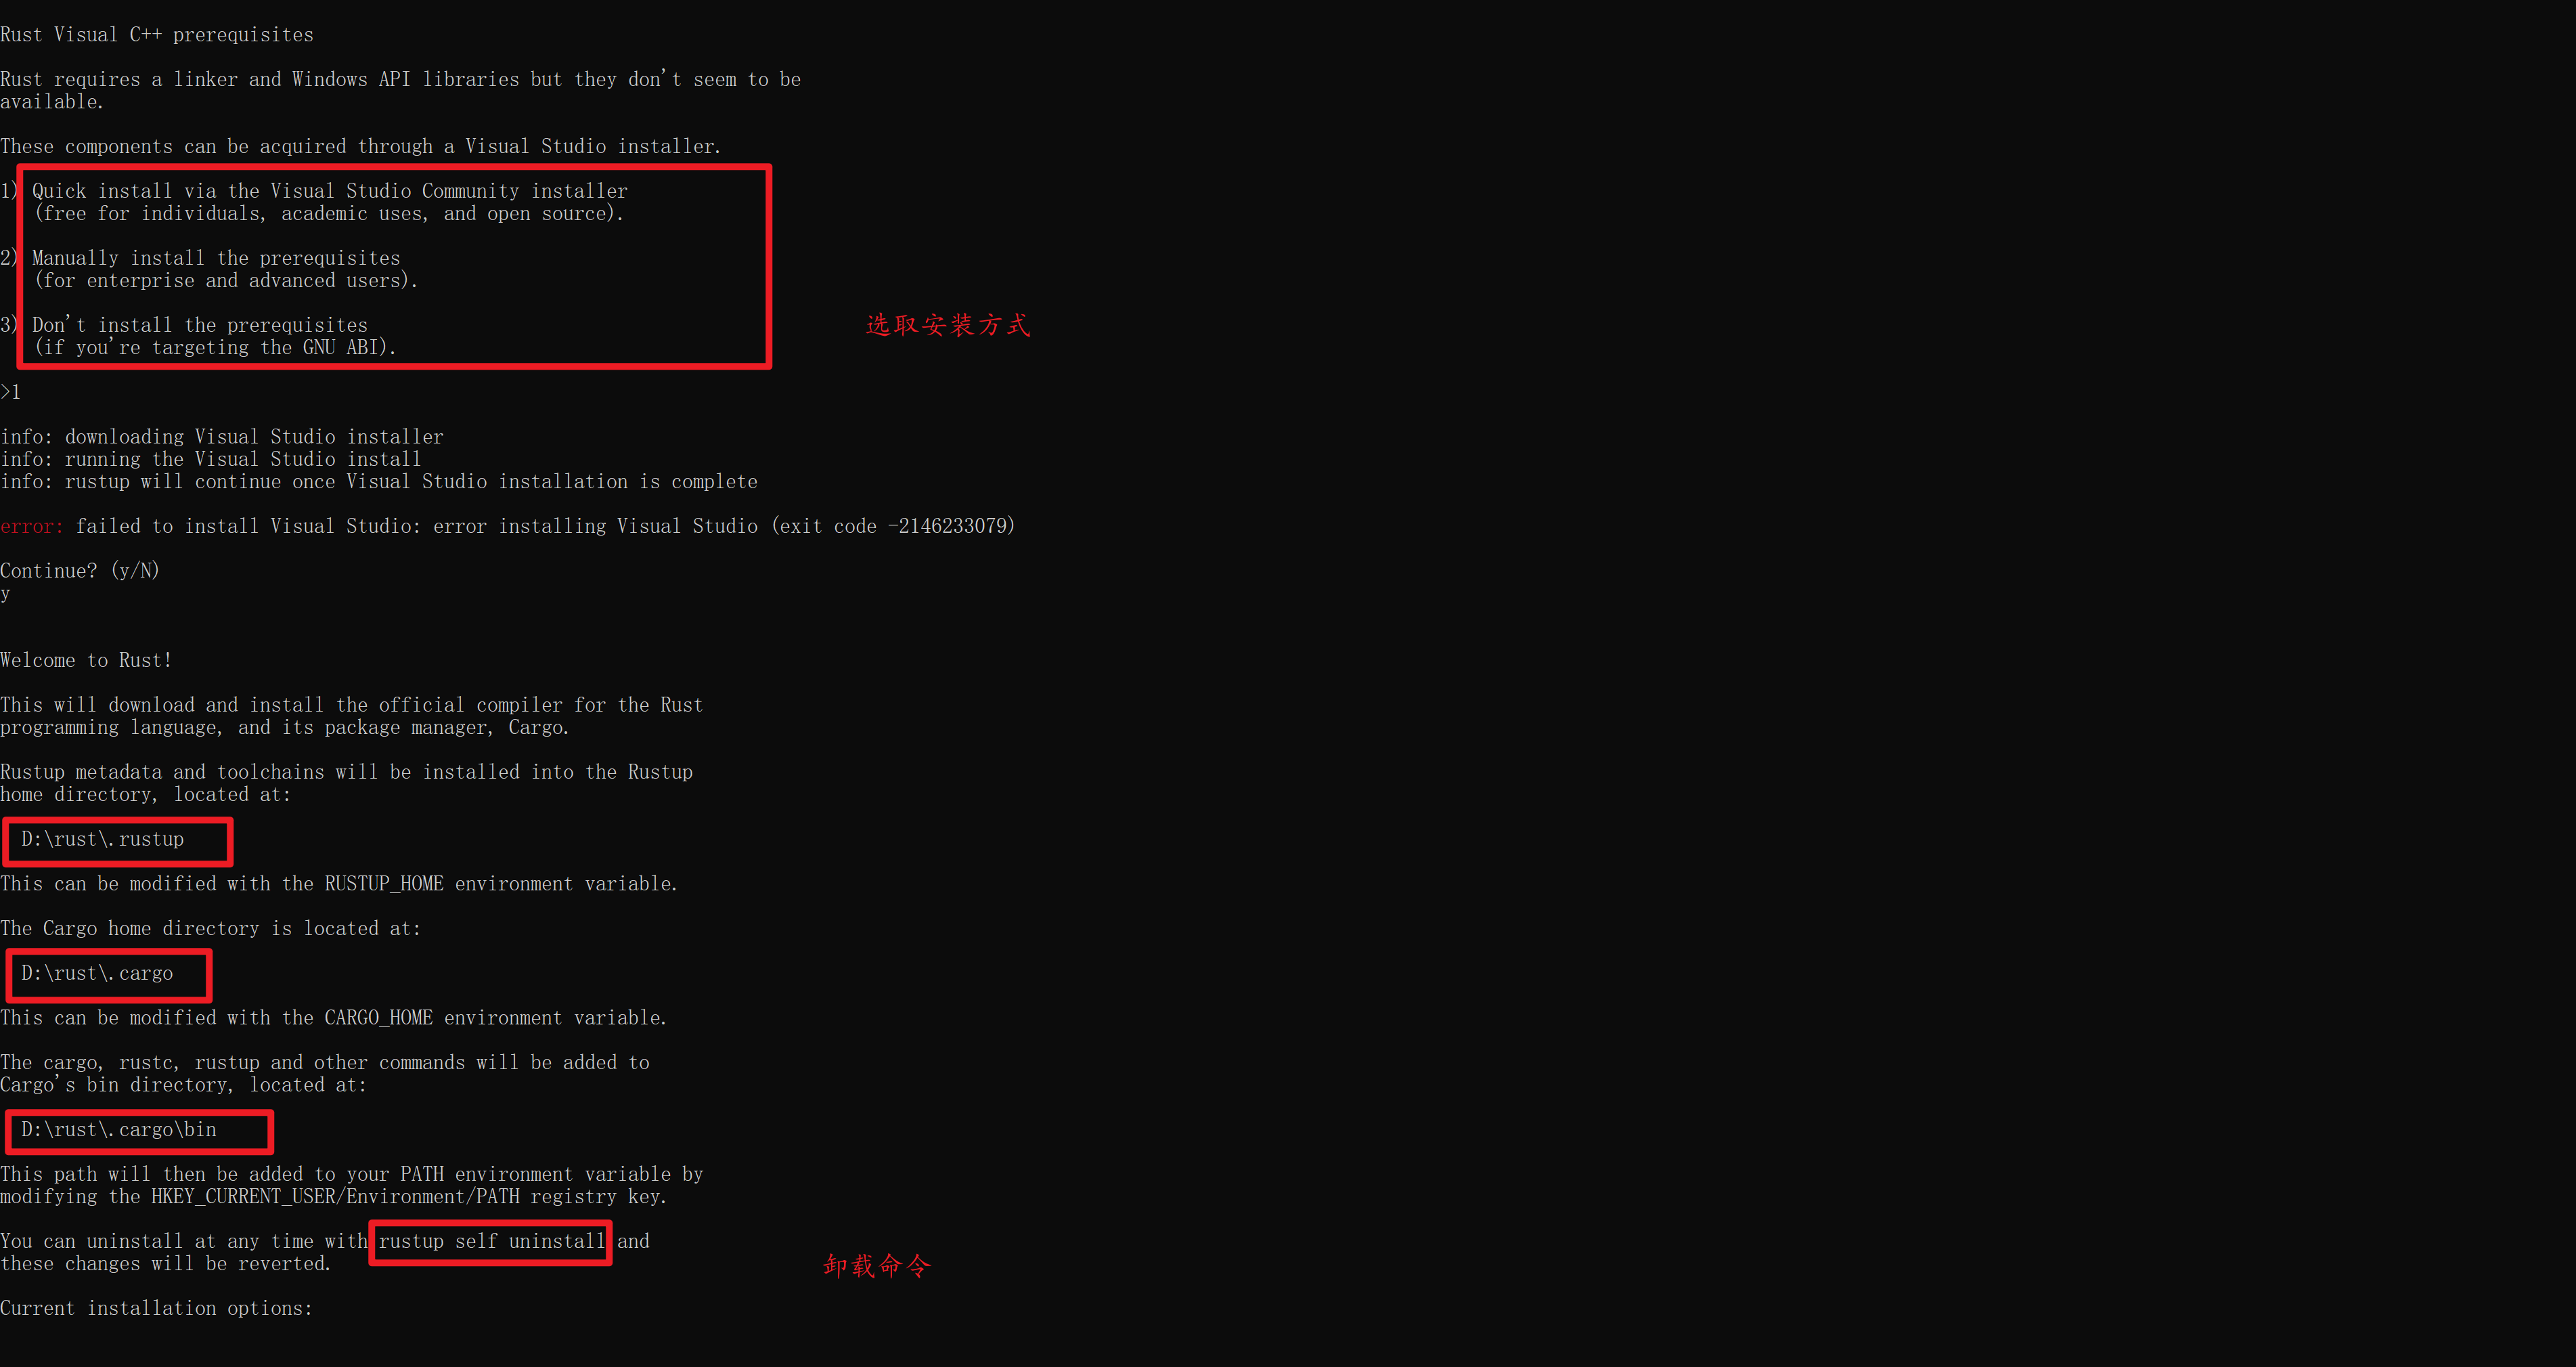 Rust Visual C++ prerequisites
Rust requires a linker and Windows API libraries but they don't seem to be
available.
These components can be acquired through a Visual Studio installer.
1) Quick install via the Visual Studio Community installer
(free for individuals, academic uses, and open source).
2) Manually install the prerequisites
(for enterprise and advanced users).
3) Don't install the prerequisites
(if you're targeting the GNU ABI).
选取安装方式
>1
info: downloading Visual Studio installer
info: running the Visual Studio install
info: rustup will continue once Visual Studio installation is complete
error: failed to install Visual Studio: error installing Visual Studio (exit code -2146233079)
Continue? (y/N)
y
Welcome to Rust!
This will download and install the official compiler for the Rust
programming language, and its package manager, Cargo.
Rustup metadata and toolchains will be installed into the Rustup
home directory, located at:
D:\rust\.rustup
This can be modified with the RUSTUP_HOME environment variable.
The Cargo home directory is located at:
D:\rust\.cargo
This can be modified with the CARGO_HOME environment variable.
The cargo, rustc, rustup and other commands will be added to
Cargo's bin directory, located at:
D:\rust\.cargo\bin
This path will then be added to your PATH environment variable by
modifying the HKEY_CURRENT_USER/Environment/PATH registry key.
You can uninstall at any time with rustup self uninstall and
these changes will be reverted.
卸载命令
Current installation options: